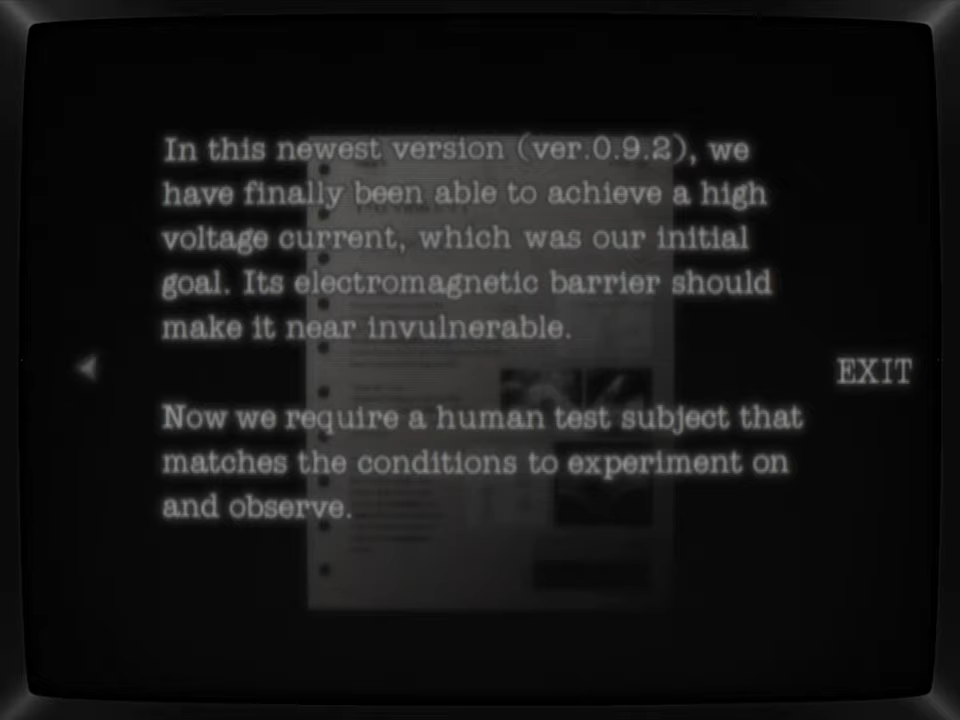 In this newest version (ver.0.9.2), we
have finally been able to achieve a high
voltage current, which was our initial
goal. Its electromagnetic barrier should
make it near invulnerable.
EXIT
Now we require a human test subject that
matches the conditions to experiment on
and observe.